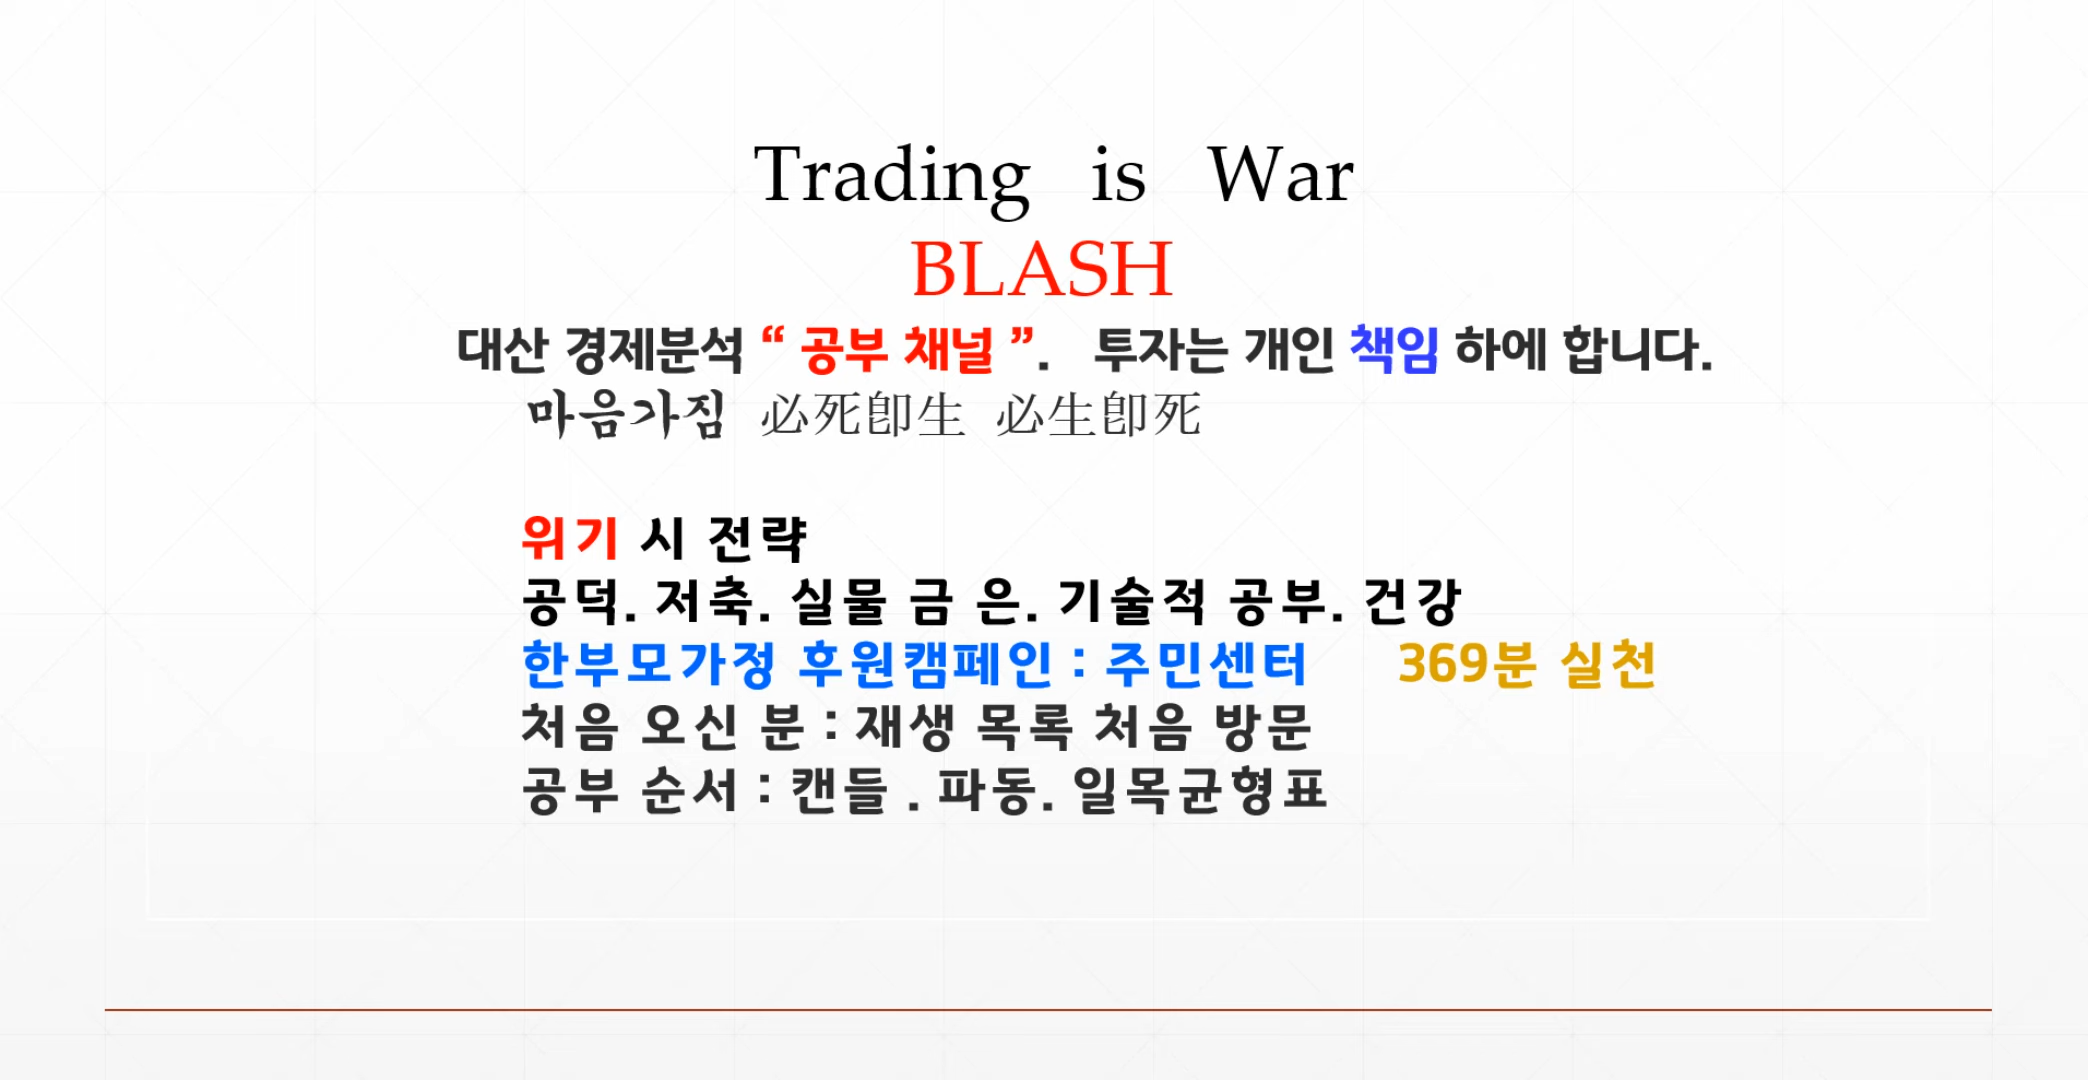 Trading is War
BLASH
대산 경제분석 “ 공부 채널 ”. 투자는 개인 책임 하에 합니다.
마음가짐 必死卽生 必生卽死
위기 시 전략
공덕. 저축. 실물 금 은. 기술적 공부. 건강
한부모가정 후원캠페인 : 주민센터 369분 실천
처음 오신 분 : 재생 목록 처음 방문
공부 순서 : 캔들 . 파동. 일목균형표